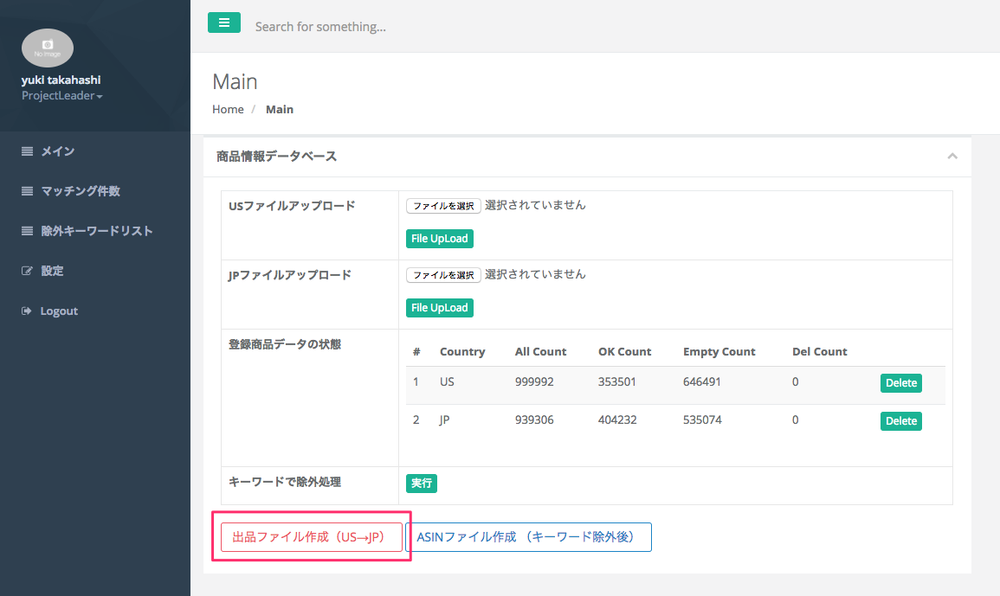 Search for something...
No Image
yuki takahashi
ProjectLeader
メイン
マッチング件数
除外キーワードリスト
設定
Logout
Main
Home / Main
商品情報データベース
USファイルアップロード
ファイルを選択 選択されていません
File UpLoad
JPファイルアップロード
ファイルを選択 選択されていません
File UpLoad
登録商品データの状態
# Country All Count OK Count Empty Count Del Count
1 US 999992 353501 646491 0 Delete
2 JP 939306 404232 535074 0 Delete
キーワードで除外処理
実行
出品ファイル作成（US→JP）
ASINファイル作成 （キーワード除外後）